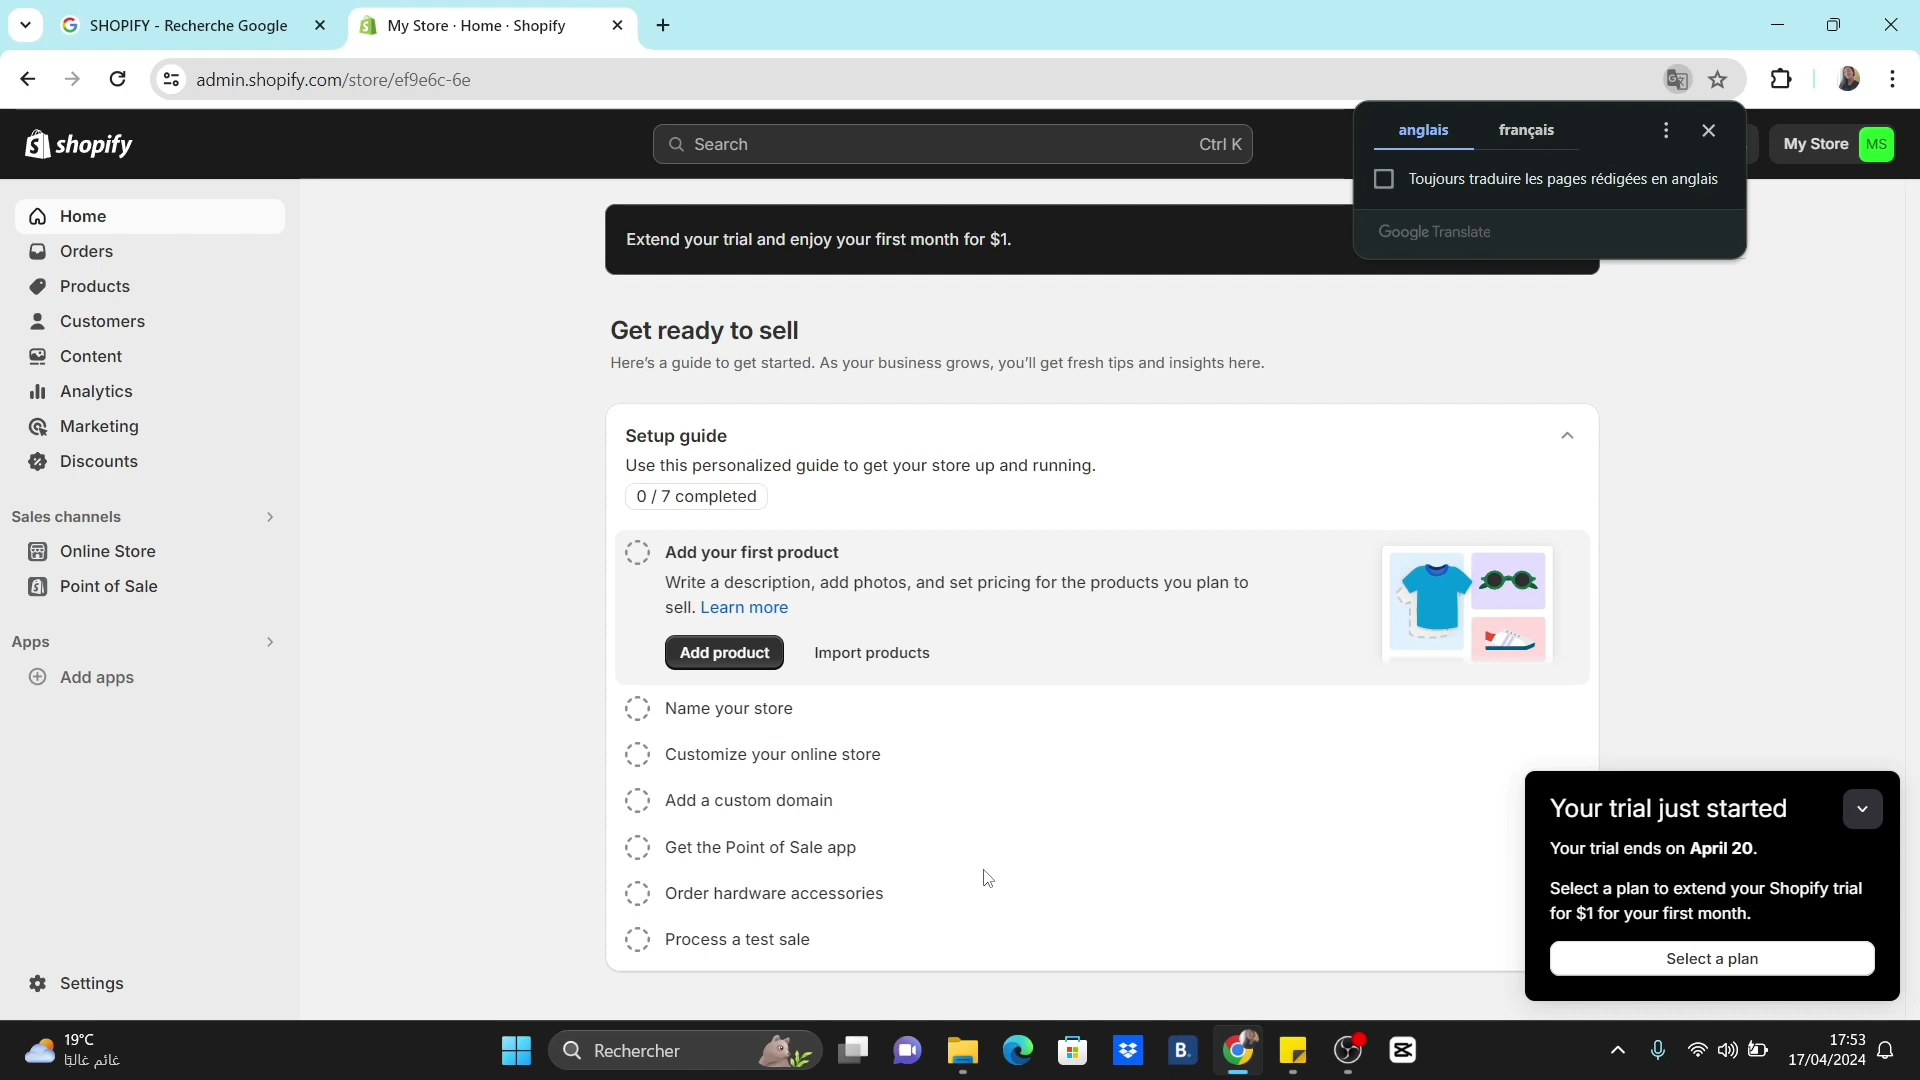 SHOPIFY - Recherche Google
My Store · Home · Shopify
admin.shopify.com/store/ef9e6c-6e
shopify
Search
Ctrl K
My Store
MS
anglais
français
Toujours traduire les pages rédigées en anglais
Google Translate
Home
Orders
Products
Customers
Content
Analytics
Marketing
Discounts
Sales channels
Online Store
Point of Sale
Apps
Add apps
Settings
Extend your trial and enjoy your first month for $1.
Get ready to sell
Here's a guide to get started. As your business grows, you'll get fresh tips and insights here.
Setup guide
Use this personalized guide to get your store up and running.
0 / 7 completed
Add your first product
Write a description, add photos, and set pricing for the products you plan to
sell. Learn more
Add product
Import products
Name your store
Customize your online store
Add a custom domain
Get the Point of Sale app
Order hardware accessories
Process a test sale
Your trial just started
Your trial ends on April 20.
Select a plan to extend your Shopify trial
for $1 for your first month.
Select a plan
19°C
غائم غالبًا
Rechercher
B.
17:53
17/04/2024